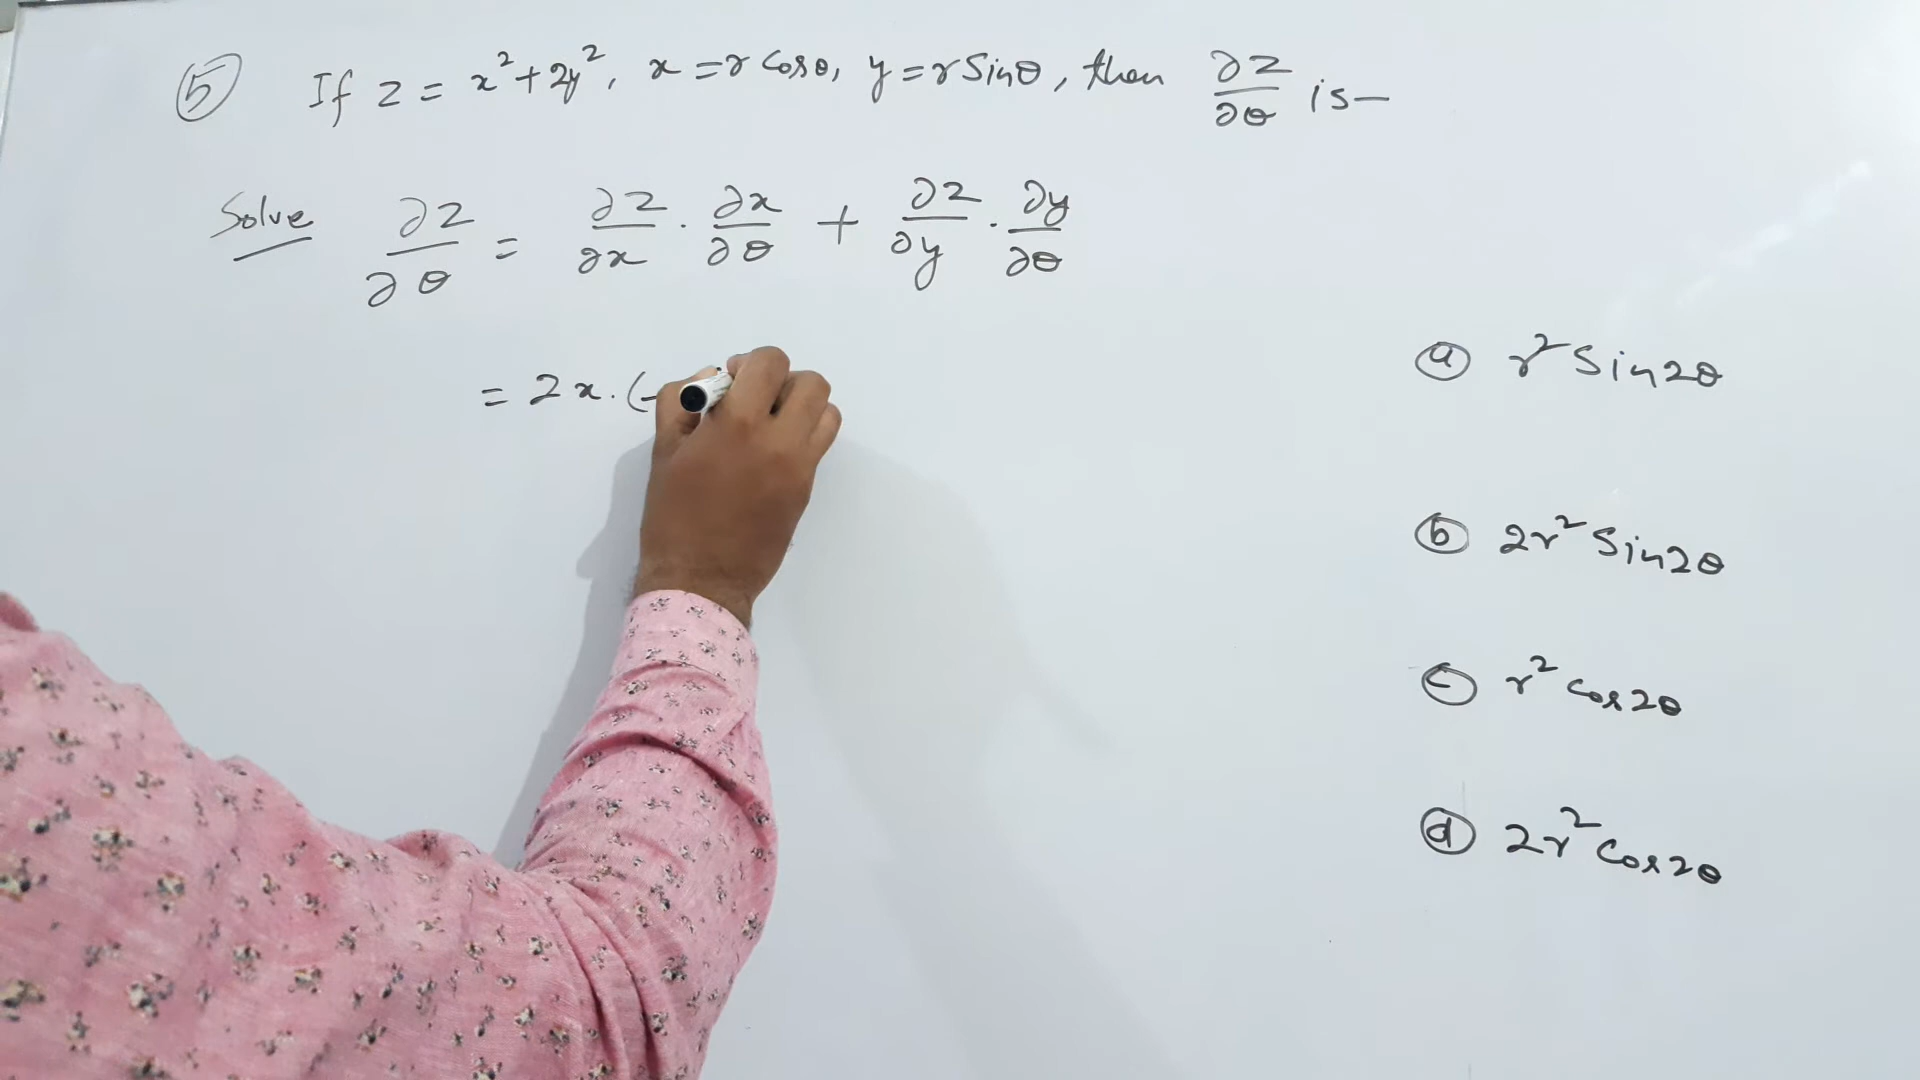 ⑤ If z = x²+2y², x = r cosθ, y = r Sinθ, then ∂z/∂θ is—
Solve ∂z/∂θ = ∂z/∂x · ∂x/∂θ + ∂z/∂y · ∂y/∂θ
= 2x.(-
ⓐ r² Sin2θ
ⓑ 2r² Sin2θ
ⓒ r² cos2θ
ⓓ 2r² cos2θ